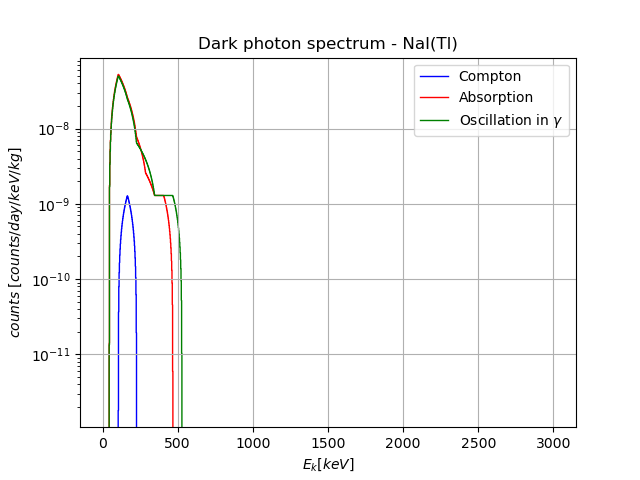 Dark photon spectrum - NaI(Tl)
Compton
Absorption
Oscillation in γ
counts [counts/day/keV/kg]
10⁻⁸
10⁻⁹
10⁻¹⁰
10⁻¹¹
0 500 1000 1500 2000 2500 3000
E_k[keV]